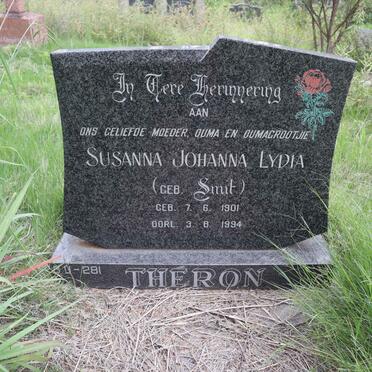 In Tere Herinnering
AAN
ONS GELIEFDE MOEDER, OUMA EN OUMAGROOTJIE
SUSANNA JOHANNA LYDIA
(GEB. Smit)
GEB. 7. 6. 1901
OORL. 3. 8. 1994
THERON